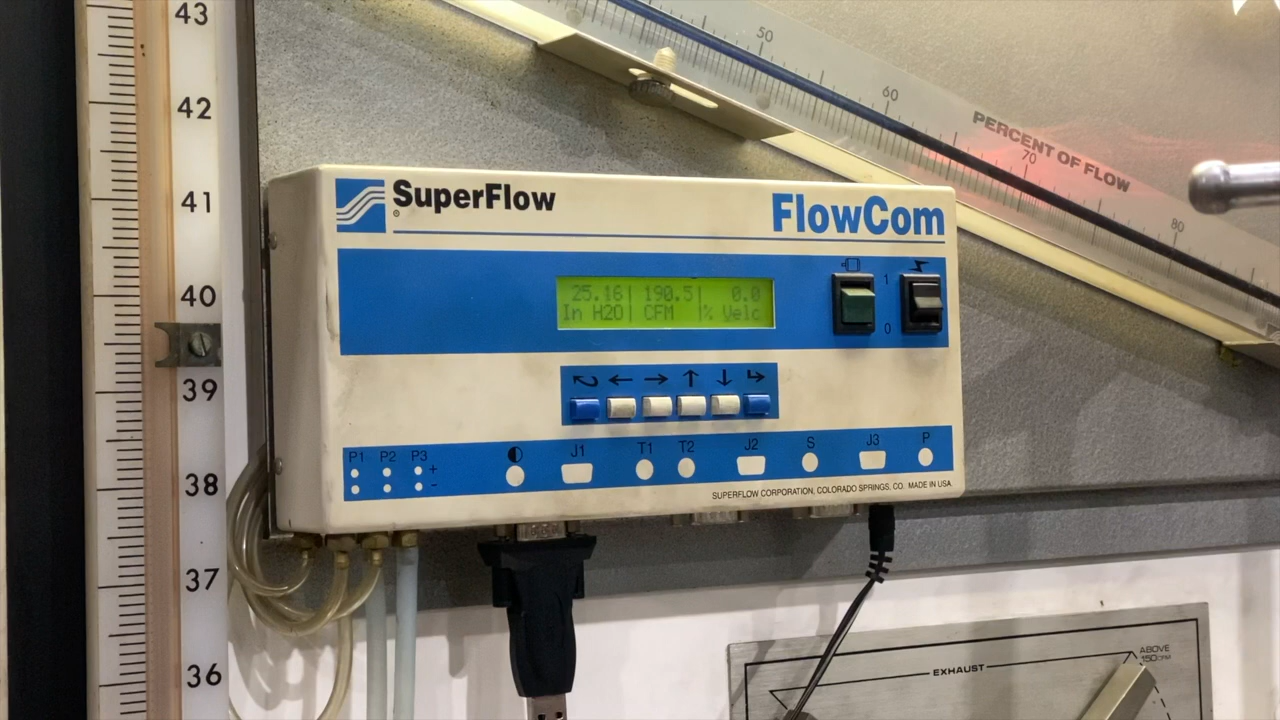 43
42
41
40
39
38
37
36
50
60
70
80
PERCENT OF FLOW
SuperFlow
®
FlowCom
25.16| 190.5| 0.0
In H2O| CFM |% Velc
1
0
P1 P2 P3
+
-
J1
T1 T2
J2
S
J3
P
SUPERFLOW CORPORATION, COLORADO SPRINGS, CO. MADE IN USA
EXHAUST
ABOVE
150CFM